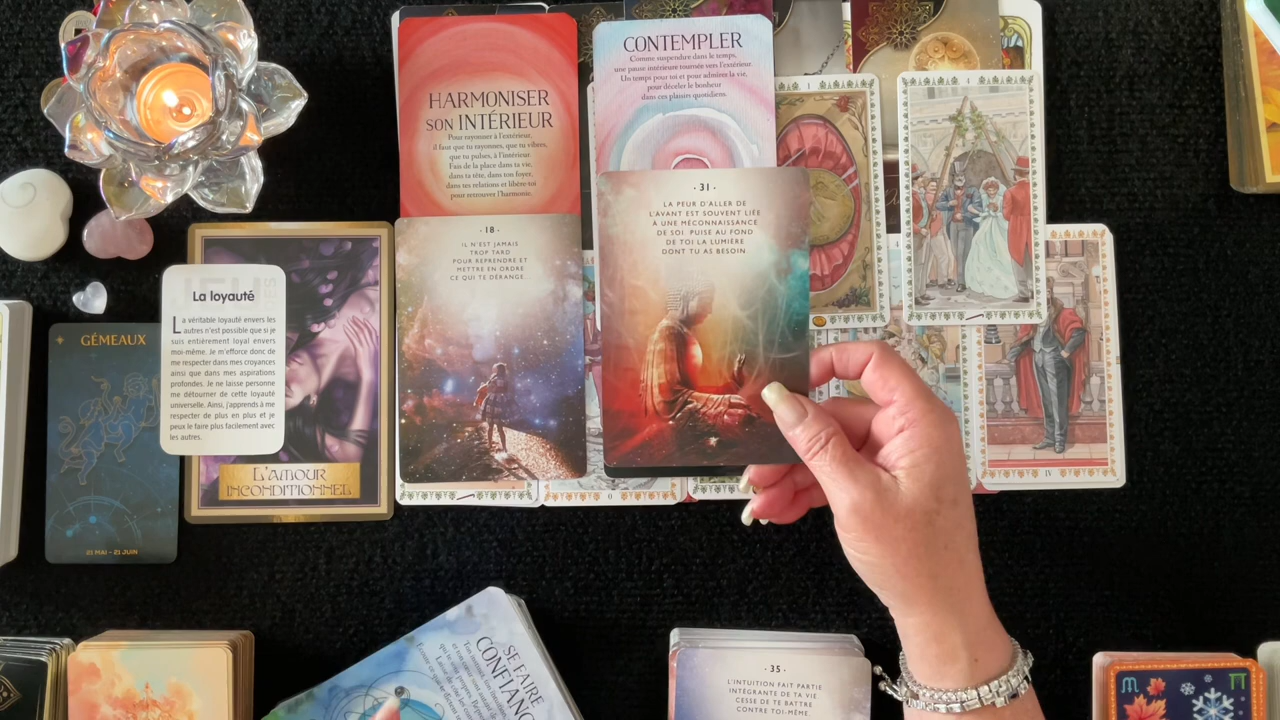 HARMONISER
SON INTÉRIEUR
Pour rayonner à l'extérieur,
il faut que tu rayonnes, que tu vibres,
que tu pulses, à l'intérieur.
Fais de la place dans ta vie,
dans ta tête, dans ton foyer,
dans tes relations et libère-toi
pour retrouver l'harmonie.
CONTEMPLER
Comme suspendre dans le temps,
une pause intérieure tournée vers l'extérieur.
Un temps pour toi et pour admirer la vie,
pour déceler le bonheur
dans ces plaisirs quotidiens.
1
4
· 18 ·
IL N'EST JAMAIS
TROP TARD
POUR REPRENDRE ET
METTRE EN ORDRE
CE QUI TE DÉRANGE.
· 31 ·
LA PEUR D'ALLER DE
L'AVANT EST SOUVENT LIÉE
À UNE MÉCONNAISSANCE
DE SOI. PUISE AU FOND
DE TOI LA LUMIÈRE
DONT TU AS BESOIN.
GÉMEAUX
21 MAI - 21 JUIN
La loyauté
La véritable loyauté envers les
autres n'est possible que si je
suis entièrement loyal envers
moi-même. Je m'efforce donc de
me respecter dans mes croyances
ainsi que dans mes aspirations
profondes. Je ne laisse personne
me détourner de cette loyauté
universelle. Ainsi, j'apprends à me
respecter de plus en plus et je
peux le faire plus facilement avec
les autres.
L'AMOUR
INCONDITIONNEL
0
IV
SE FAIRE
CONFIANC
· 35 ·
L'INTUITION FAIT PARTIE
INTÉGRANTE DE TA VIE
CESSE DE TE BATTRE
CONTRE TOI-MÊME.